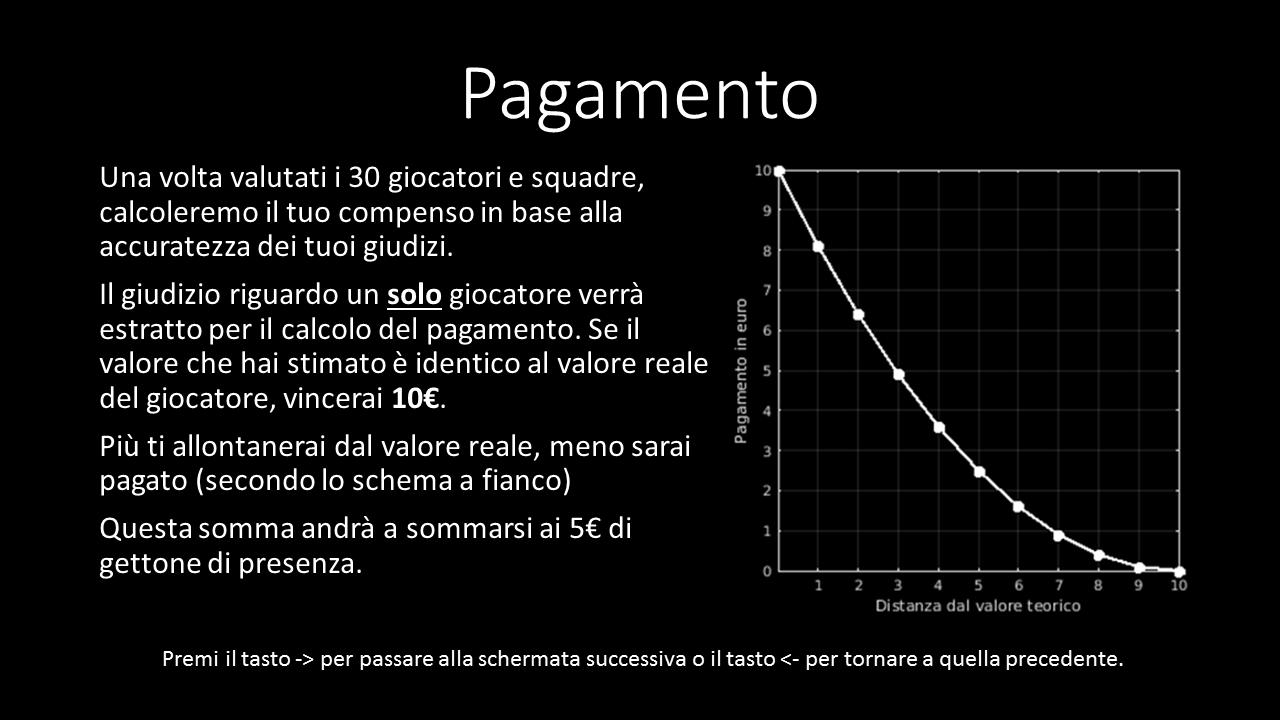 Pagamento
Una volta valutati i 30 giocatori e squadre,
calcoleremo il tuo compenso in base alla
accuratezza dei tuoi giudizi.
Il giudizio riguardo un solo giocatore verrà
estratto per il calcolo del pagamento. Se il
valore che hai stimato è identico al valore reale
del giocatore, vincerai 10€.
Più ti allontanerai dal valore reale, meno sarai
pagato (secondo lo schema a fianco)
Questa somma andrà a sommarsi ai 5€ di
gettone di presenza.
Pagamento in euro
10
9
8
7
6
5
4
3
2
1
0
1 2 3 4 5 6 7 8 9 10
Distanza dal valore teorico
Premi il tasto -> per passare alla schermata successiva o il tasto <- per tornare a quella precedente.